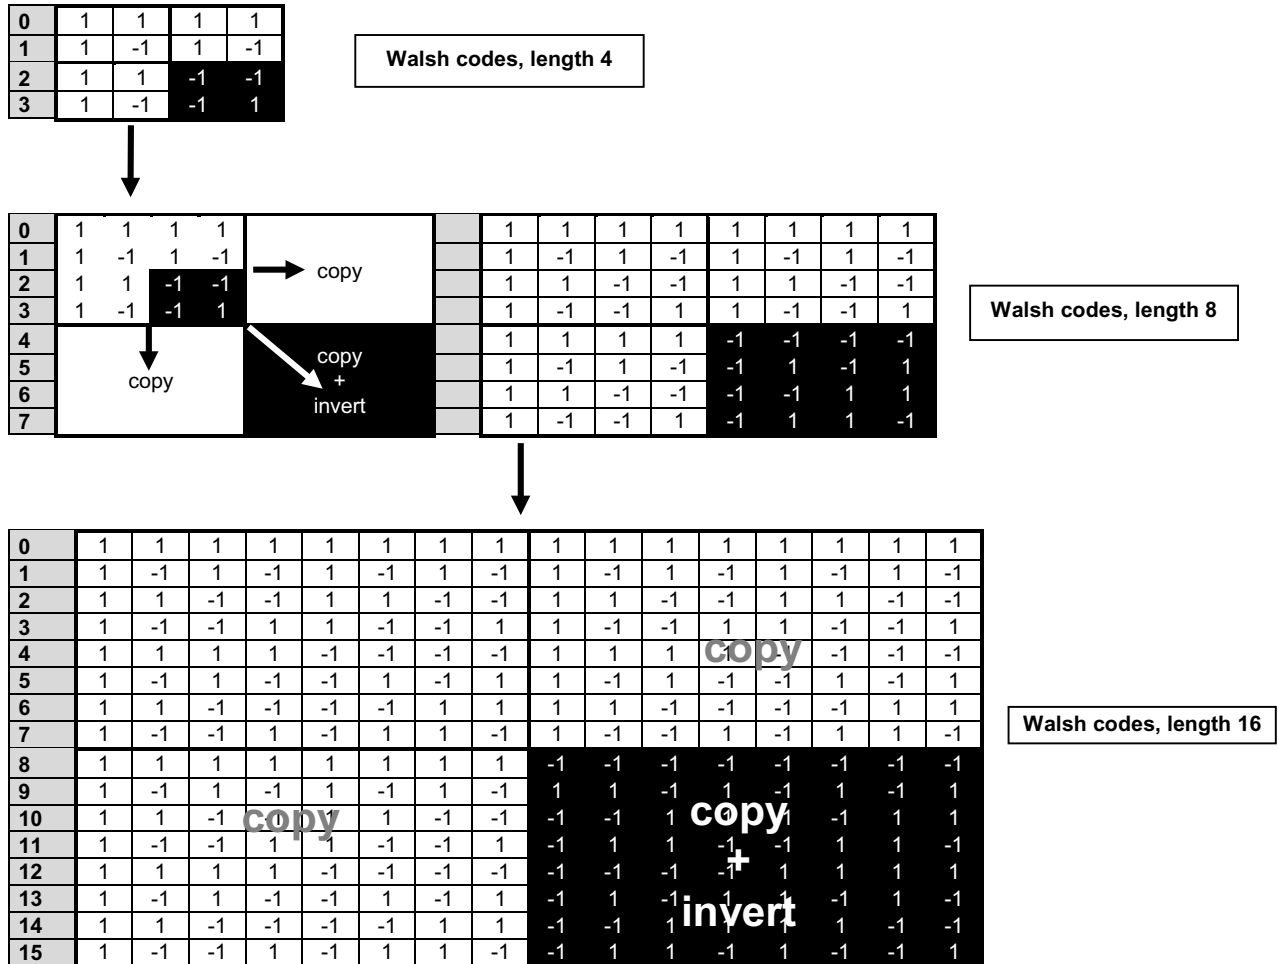 0 1 1 1 1
1 1 -1 1 -1
2 1 1 -1 -1
3 1 -1 -1 1
Walsh codes, length 4
0 1 1 1 1
1 1 -1 1 -1
2 1 1 -1 -1
3 1 -1 -1 1
4
5
6
7
copy
copy
copy
+
invert
1 1 1 1 1 1 1 1
1 -1 1 -1 1 -1 1 -1
1 1 -1 -1 1 1 -1 -1
1 -1 -1 1 1 -1 -1 1
1 1 1 1 -1 -1 -1 -1
1 -1 1 -1 -1 1 -1 1
1 1 -1 -1 -1 -1 1 1
1 -1 -1 1 -1 1 1 -1
Walsh codes, length 8
0 1 1 1 1 1 1 1 1 1 1 1 1 1 1 1 1
1 1 -1 1 -1 1 -1 1 -1 1 -1 1 -1 1 -1 1 -1
2 1 1 -1 -1 1 1 -1 -1 1 1 -1 -1 1 1 -1 -1
3 1 -1 -1 1 1 -1 -1 1 1 -1 -1 1 1 -1 -1 1
4 1 1 1 1 -1 -1 -1 -1 1 1 1 1 -1 -1 -1 -1
5 1 -1 1 -1 -1 1 -1 1 1 -1 1 -1 -1 1 -1 1
6 1 1 -1 -1 -1 -1 1 1 1 1 -1 -1 -1 -1 1 1
7 1 -1 -1 1 -1 1 1 -1 1 -1 -1 1 -1 1 1 -1
8 1 1 1 1 1 1 1 1 -1 -1 -1 -1 -1 -1 -1 -1
9 1 -1 1 -1 1 -1 1 -1 1 1 -1 1 -1 1 -1 1
10 1 1 -1 -1 1 1 -1 -1 -1 -1 1 1 -1 -1 1 1
11 1 -1 -1 1 1 -1 -1 1 -1 1 1 -1 -1 1 1 -1
12 1 1 1 1 -1 -1 -1 -1 -1 -1 -1 -1 1 1 1 1
13 1 -1 1 -1 -1 1 -1 1 -1 1 -1 1 1 -1 1 -1
14 1 1 -1 -1 -1 -1 1 1 -1 -1 1 1 1 1 -1 -1
15 1 -1 -1 1 -1 1 1 -1 -1 1 1 -1 1 -1 -1 1
copy
copy
copy
+
invert
Walsh codes, length 16